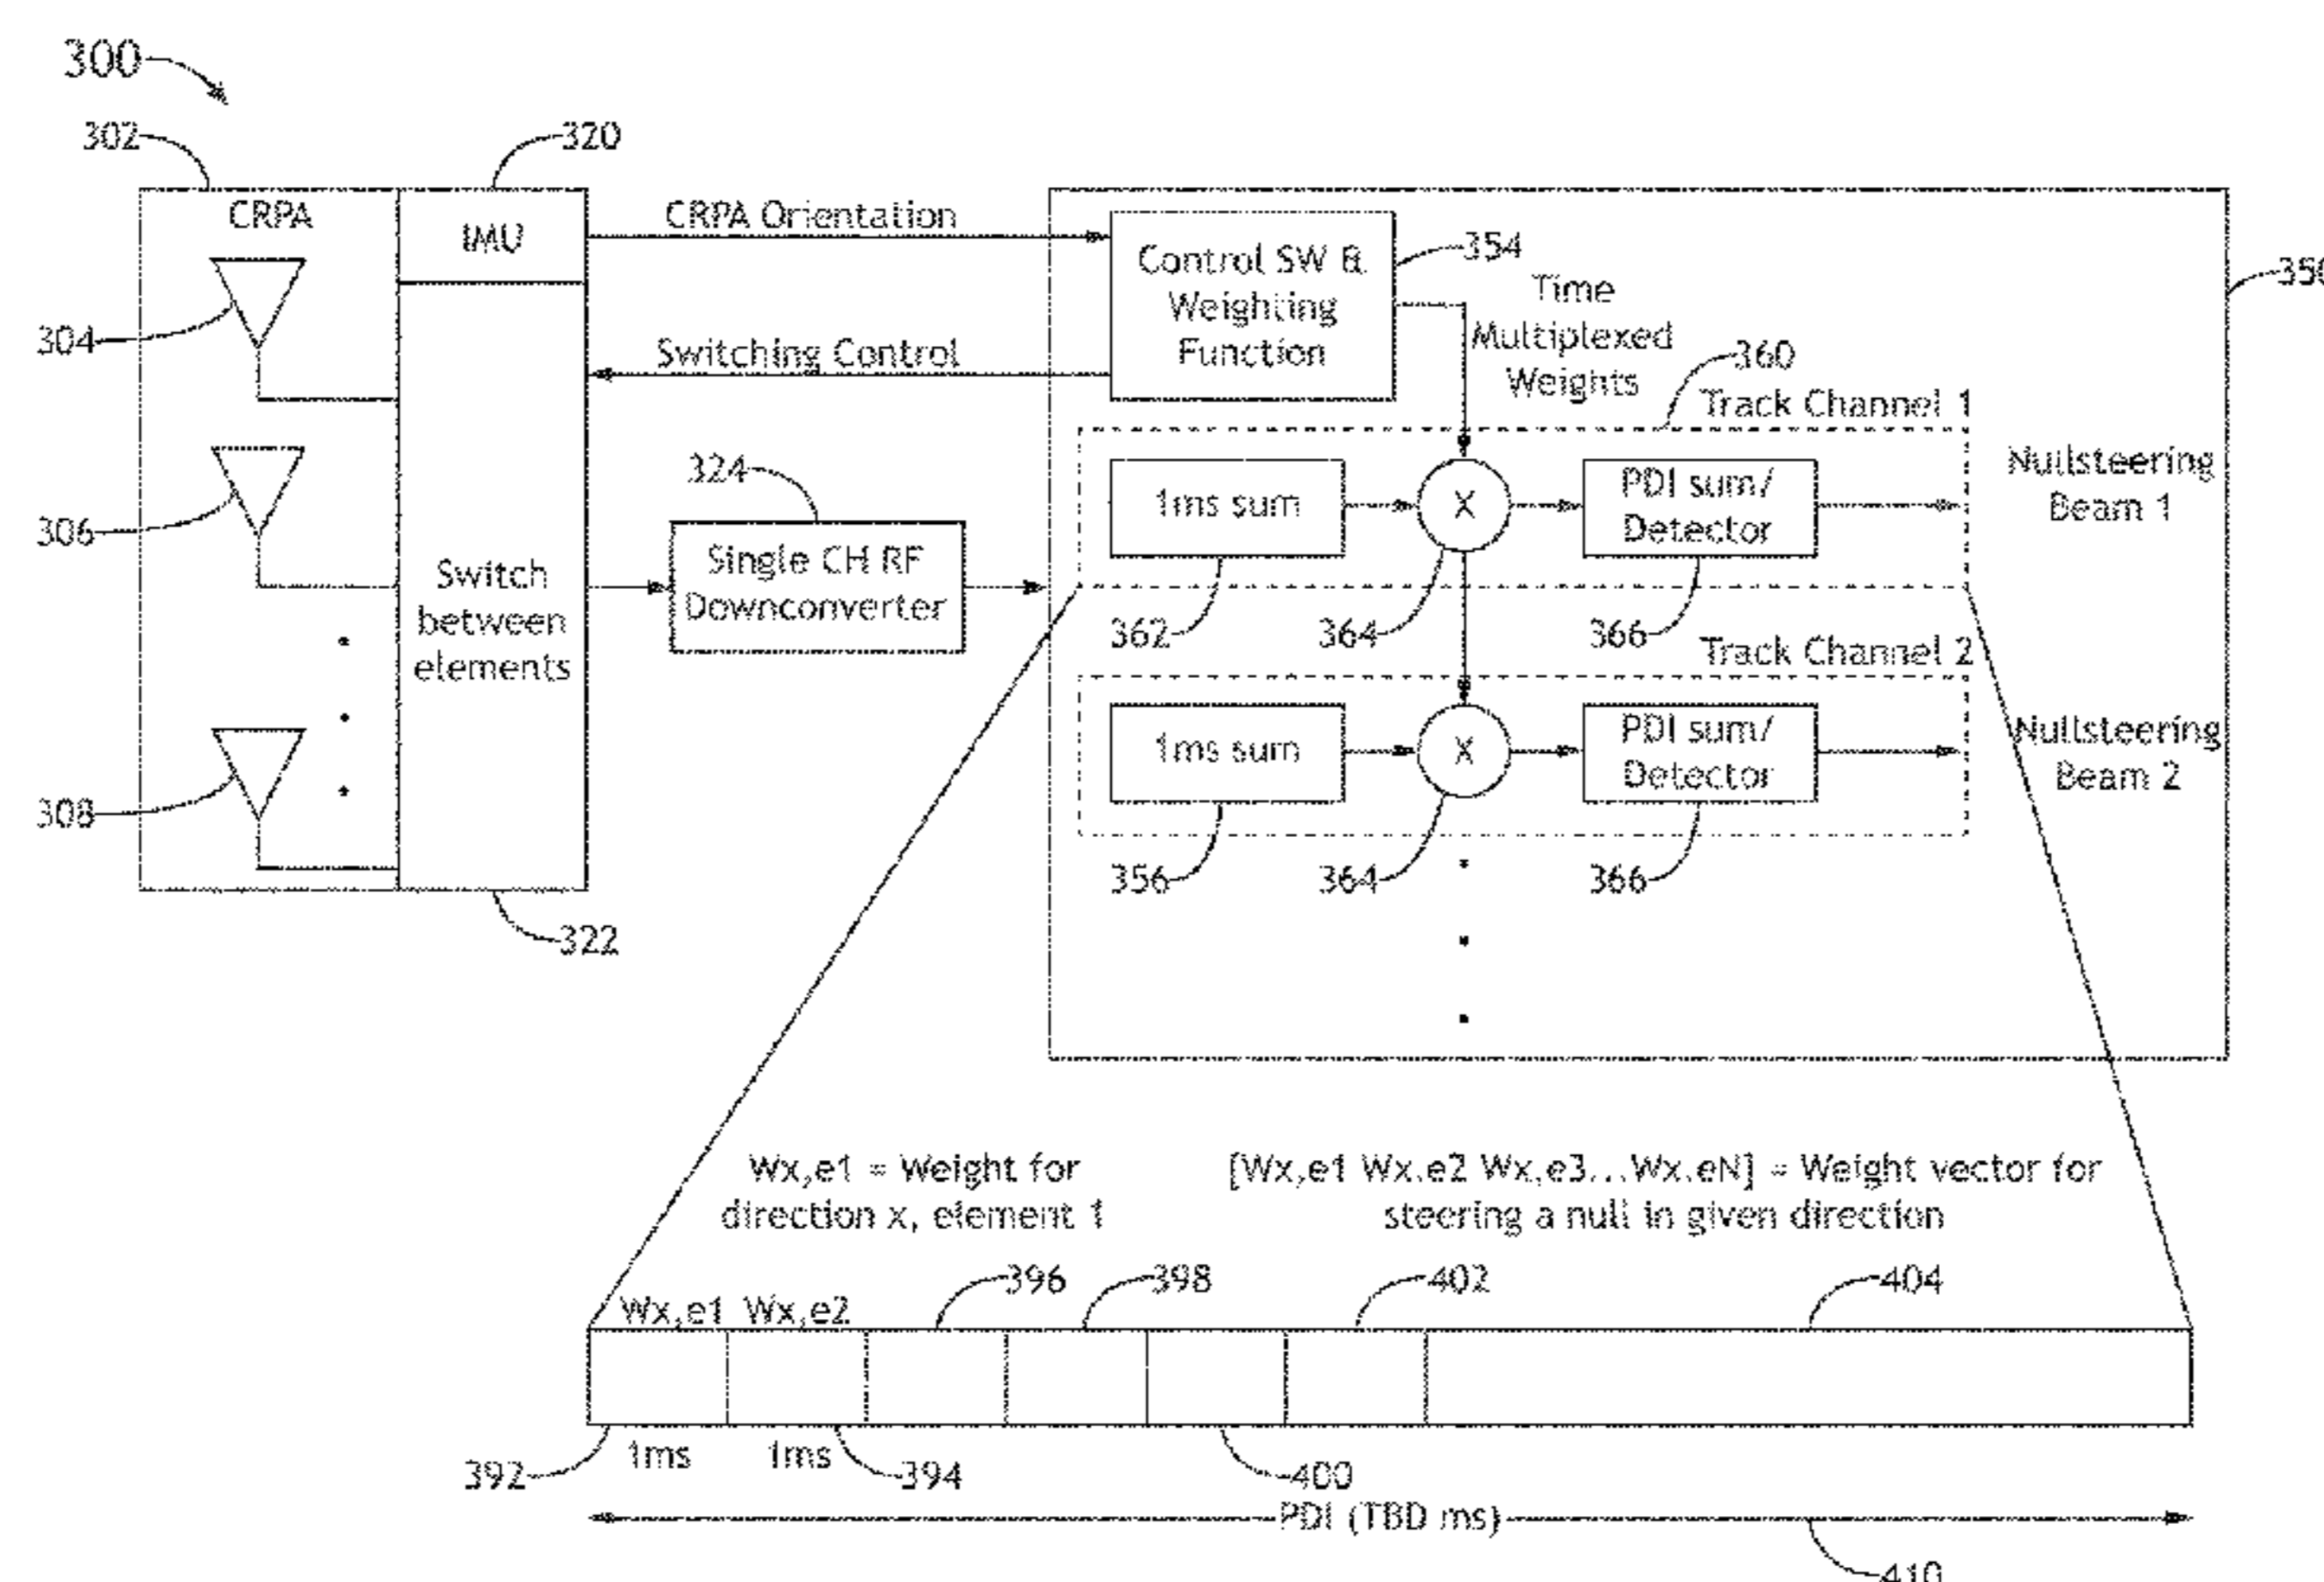 300
302
320
CRPA
IMU
CRPA Orientation
Control SW &
Weighting
Function
354
350
304
Switching Control
Time
Multiplexed
Weights
360
Track Channel 1
324
306
Switch
between
elements
Single CH RF
Downconverter
1ms sum
X
PDI sum/
Detector
Nullsteering
Beam 1
362
364
366
Track Channel 2
308
1ms sum
X
PDI sum/
Detector
Nullsteering
Beam 2
356
364
366
322
Wx,e1 = Weight for
direction x, element 1
[Wx,e1 Wx,e2 Wx,e3...Wx,eN] = Weight vector for
steering a null in given direction
396
398
402
404
Wx,e1 Wx,e2
392
1ms
1ms
394
400
PDI (TBD ms)
410